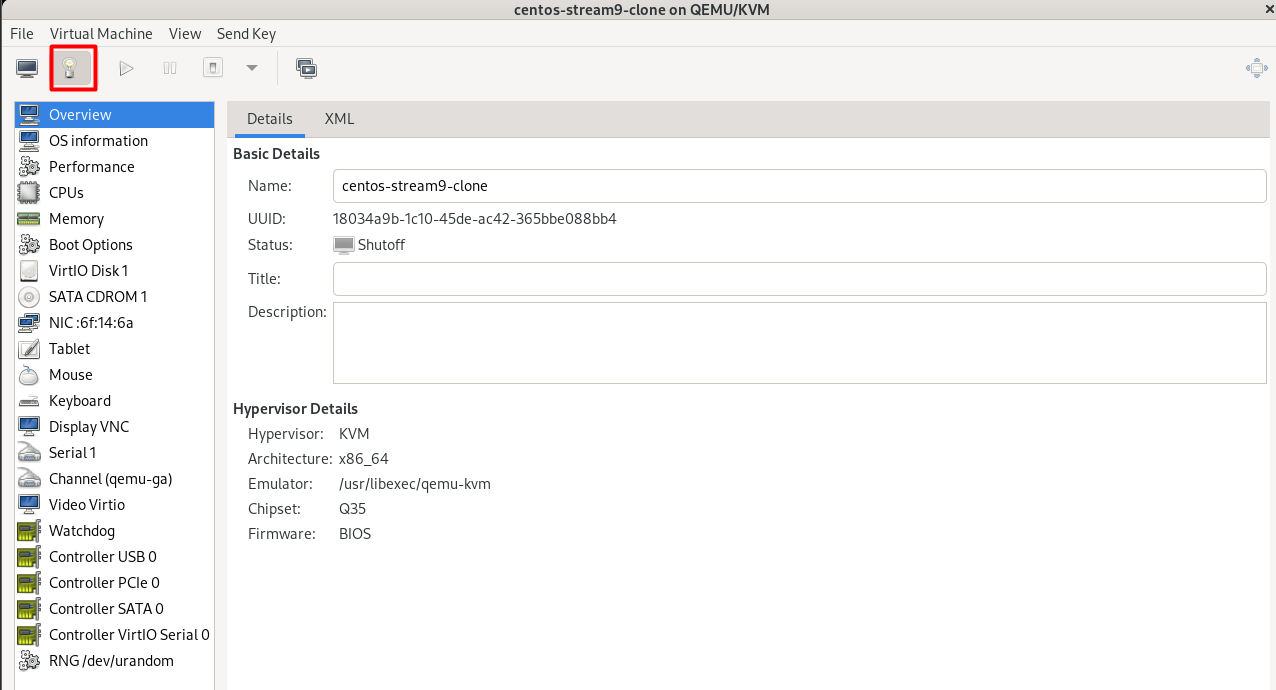 centos-stream9-clone on QEMU/KVM
File Virtual Machine View Send Key
Overview
OS information
Performance
CPUs
Memory
Boot Options
VirtIO Disk 1
SATA CDROM 1
NIC :6f:14:6a
Tablet
Mouse
Keyboard
Display VNC
Serial 1
Channel (qemu-ga)
Video Virtio
Watchdog
Controller USB 0
Controller PCIe 0
Controller SATA 0
Controller VirtIO Serial 0
RNG /dev/urandom
Details XML
Basic Details
Name: centos-stream9-clone
UUID: 18034a9b-1c10-45de-ac42-365bbe088bb4
Status: Shutoff
Title:
Description:
Hypervisor Details
Hypervisor: KVM
Architecture: x86_64
Emulator: /usr/libexec/qemu-kvm
Chipset: Q35
Firmware: BIOS